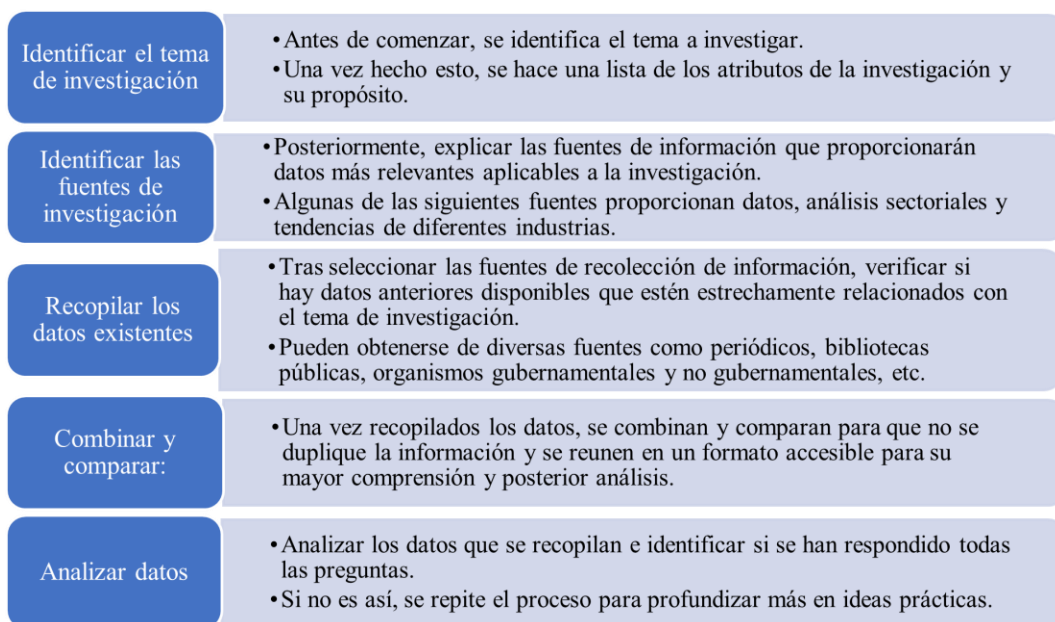 Identificar el tema
de investigación
•Antes de comenzar, se identifica el tema a investigar.
•Una vez hecho esto, se hace una lista de los atributos de la investigación y
su propósito.
Identificar las
fuentes de
investigación
•Posteriormente, explicar las fuentes de información que proporcionarán
datos más relevantes aplicables a la investigación.
•Algunas de las siguientes fuentes proporcionan datos, análisis sectoriales y
tendencias de diferentes industrias.
Recopilar los
datos existentes
•Tras seleccionar las fuentes de recolección de información, verificar si
hay datos anteriores disponibles que estén estrechamente relacionados con
el tema de investigación.
•Pueden obtenerse de diversas fuentes como periódicos, bibliotecas
públicas, organismos gubernamentales y no gubernamentales, etc.
Combinar y
comparar:
•Una vez recopilados los datos, se combinan y comparan para que no se
duplique la información y se reunen en un formato accesible para su
mayor comprensión y posterior análisis.
Analizar datos
•Analizar los datos que se recopilan e identificar si se han respondido todas
las preguntas.
•Si no es así, se repite el proceso para profundizar más en ideas prácticas.